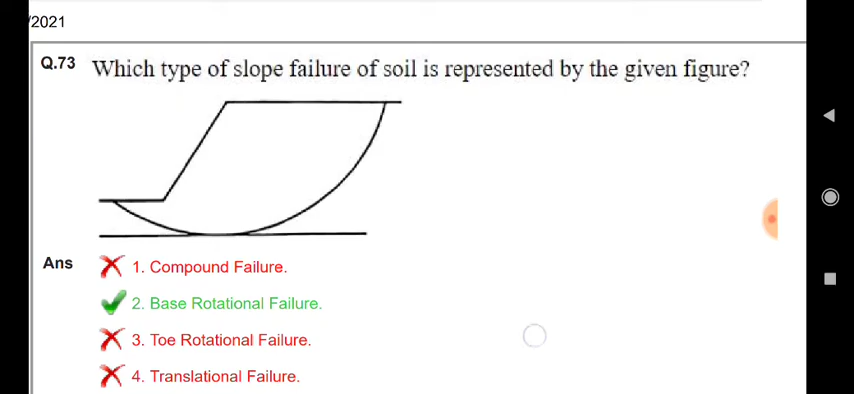 /2021
Q.73 Which type of slope failure of soil is represented by the given figure?
Ans 1. Compound Failure.
2. Base Rotational Failure.
3. Toe Rotational Failure.
4. Translational Failure.